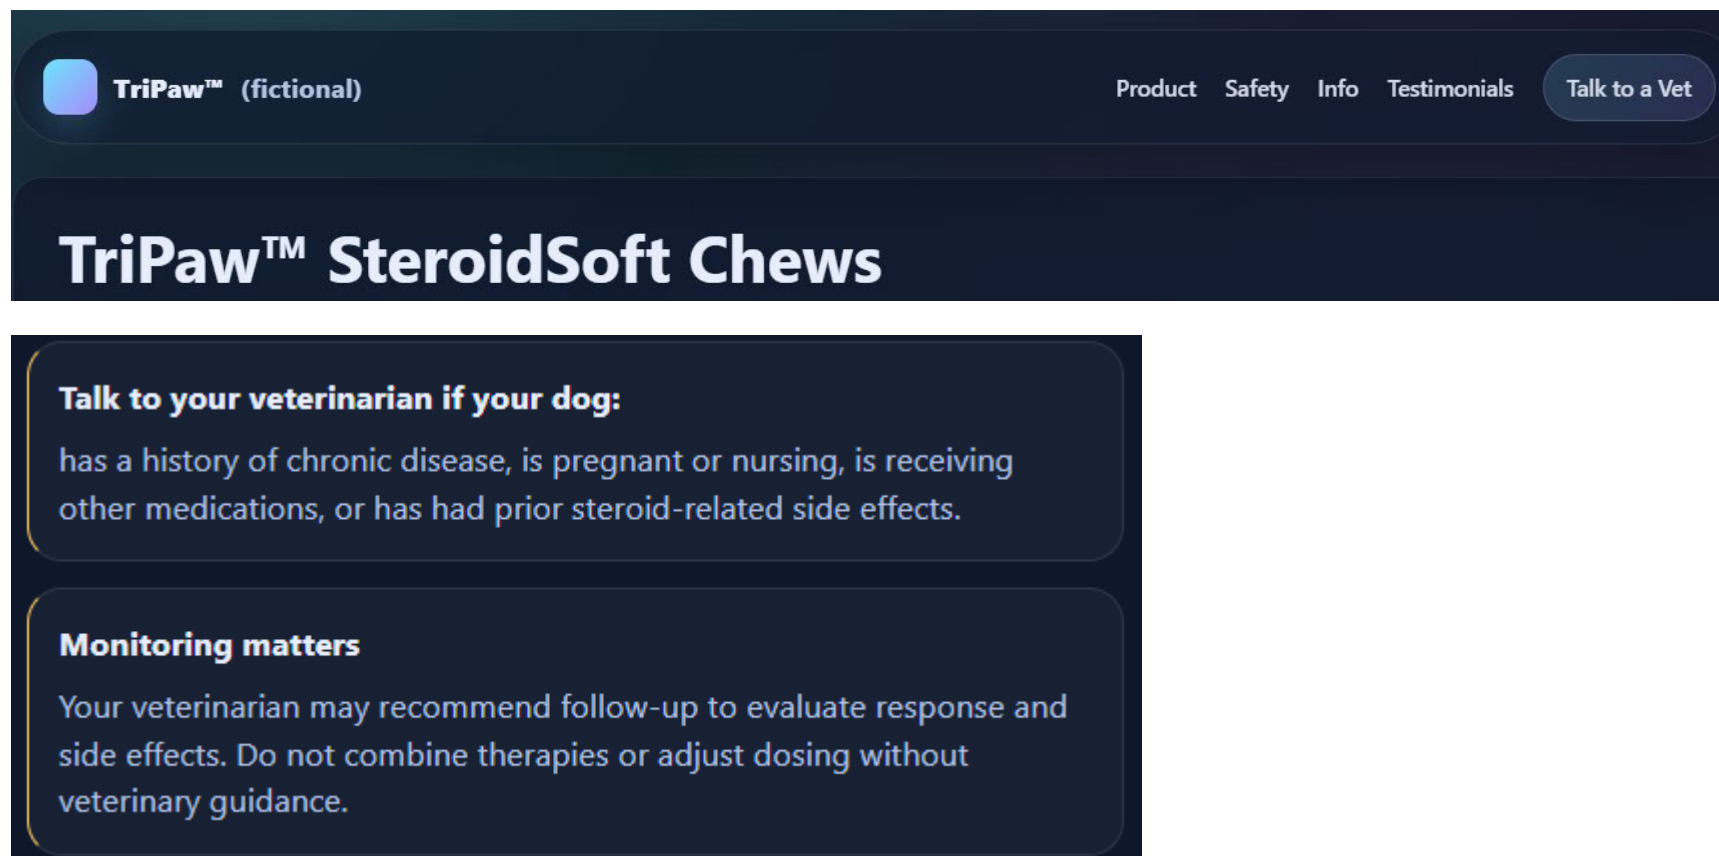 TriPaw™ (fictional) Product Safety Info Testimonials Talk to a Vet
TriPaw™ SteroidSoft Chews
Talk to your veterinarian if your dog:
has a history of chronic disease, is pregnant or nursing, is receiving
other medications, or has had prior steroid-related side effects.
Monitoring matters
Your veterinarian may recommend follow-up to evaluate response and
side effects. Do not combine therapies or adjust dosing without
veterinary guidance.